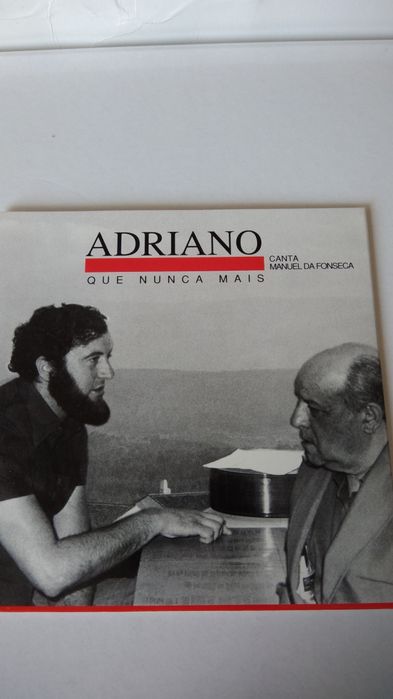 ADRIANO
CANTA
MANUEL DA FONSECA
QUE NUNCA MAIS